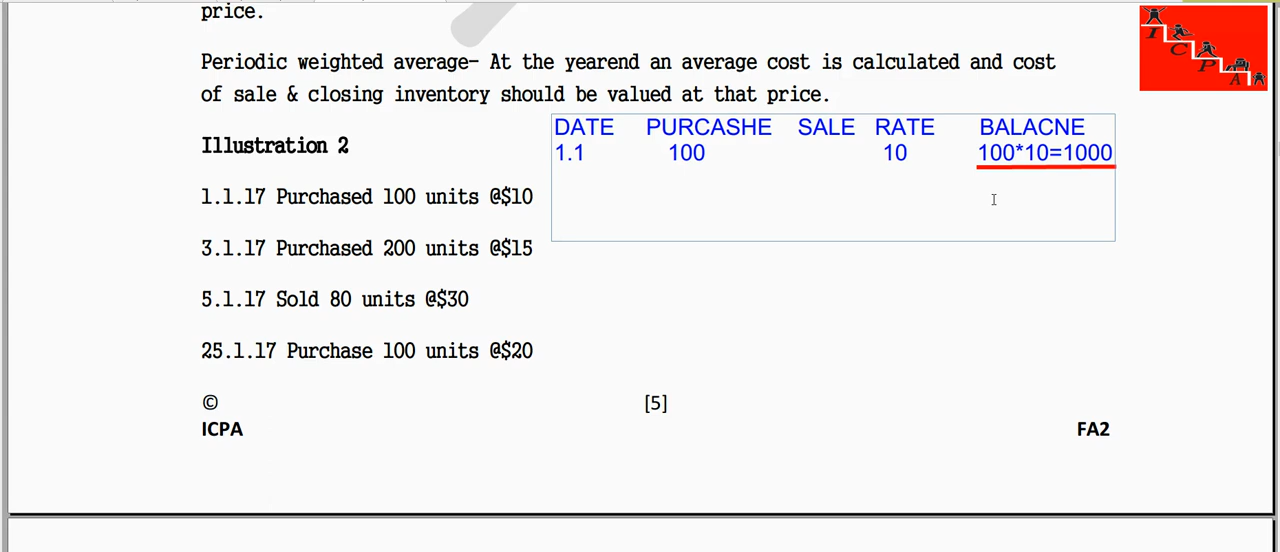 price.
I
C
P
A
Periodic weighted average- At the yearend an average cost is calculated and cost
of sale & closing inventory should be valued at that price.
DATE PURCASHE SALE RATE BALACNE
1.1 100 10 100*10=1000
Illustration 2
1.1.17 Purchased 100 units @$10
3.1.17 Purchased 200 units @$15
5.1.17 Sold 80 units @$30
25.1.17 Purchase 100 units @$20
© [5]
ICPA FA2